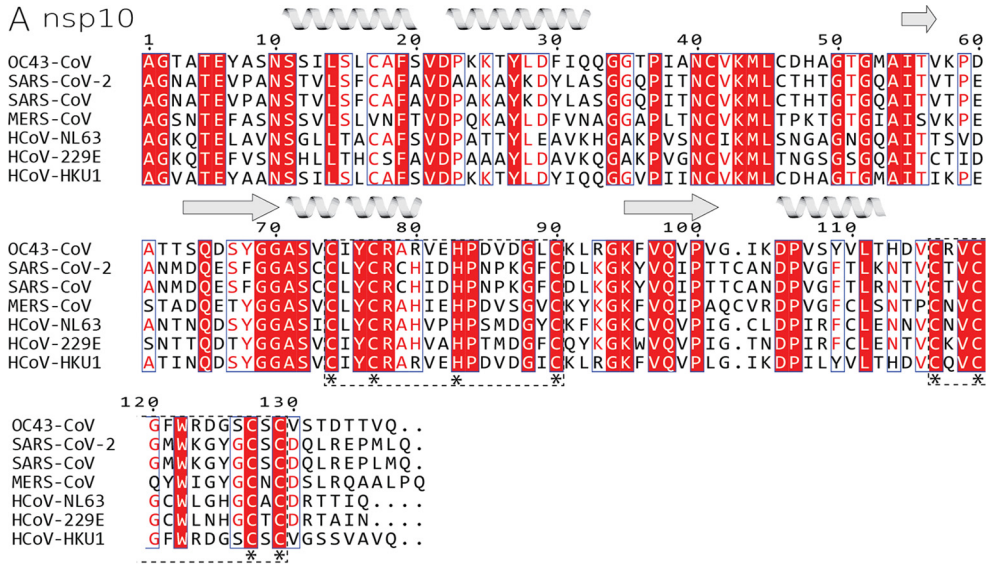 A nsp10
1 10 20 30 40 50 60
OC43-CoV AGTATEYASNSSILSLCAFSVDPKKTYLDFIQQGGTPIANCVKMLCDHAGTGMAITVKPD
SARS-CoV-2 AGNATEVPANSTVLSFCAFAVDAAKAYKDYLASGGQPITNCVKMLCTHTGTGQAITVTPE
SARS-CoV AGNATEVPANSTVLSFCAFAVDPAKAYKDYLASGGQPITNCVKMLCTHTGTGQAITVTPE
MERS-CoV AGSNTEFASNSSVLSLVNFTVDPQKAYLDFVNAGGAPLTNCVKMLTPKTGTGIAISVKPE
HCoV-NL63 AGKQTELAVNSGLLTACAFSVDPATTYLEAVKHGAKPVSNCIKMLSNGAGNGQAITTSVD
HCoV-229E AGKQTEFVSNSHLLTHCSFAVDPAAAYLDAVKQGAKPVGNCVKMLTNGSGSGQAITCTID
HCoV-HKU1 AGVATEYAANSSILSLCAFSVDPKKTYLDYIQQGGVPIINCVKMLCDHAGTGMAITIKPE
70 80 90 100 110
OC43-CoV ATTSQDSYGGASVCIYCRARVEHPDVDGLCKLRGKFVQVPVG.IKDPVSYVLTHDVCRVC
SARS-CoV-2 ANMDQESFGGASCCLYCRCHIDHPNPKGFCDLKGKYVQIPTTCANDPVGFTLKNTVCTVC
SARS-CoV ANMDQESFGGASCCLYCRCHIDHPNPKGFCDLKGKYVQIPTTCANDPVGFTLRNTVCTVC
MERS-CoV STADQETYGGASVCLYCRAHIEHPDVSGVCKYKGKFVQIPAQCVRDPVGFCLSNTPCNVC
HCoV-NL63 ANTNQDSYGGASICLYCRAHVPHPSMDGYCKFKGKCVQVPIG.CLDPIRFCLENNVCNVC
HCoV-229E SNTTQDTYGGASVCIYCRAHVAHPTMDGFCQYKGKWVQVPIG.TNDPIRFCLENTVCKVC
HCoV-HKU1 ATINQDSYGGASVCIYCRARVEHPDVDGICKLRGKFVQVPLG.IKDPILYVLTHDVCQVC
* * * * * *
120 130
OC43-CoV GFWRDGSCSCVSTDTTVQ..
SARS-CoV-2 GMWKGYGCSCDQLREPMLQ.
SARS-CoV GMWKGYGCSCDQLREPLMQ.
MERS-CoV QYWIGYGCNCDSLRQAALPQ
HCoV-NL63 GCWLGHGCACDRTTIQ....
HCoV-229E GCWLNHGCTCDRTAIN....
HCoV-HKU1 GFWRDGSCSCVGSSVAVQ..
* *